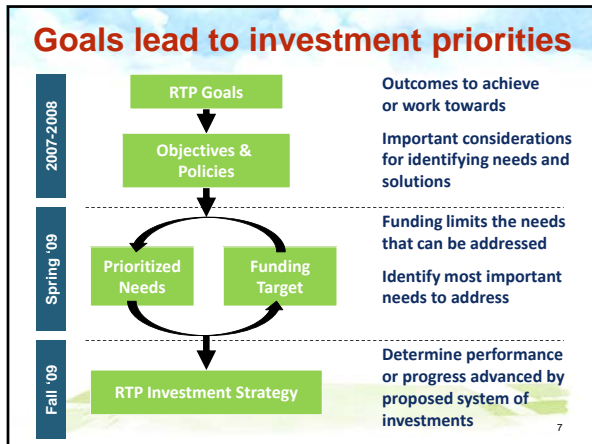 Goals lead to investment priorities
2007-2008
RTP Goals
Outcomes to achieve
or work towards
Objectives &
Policies
Important considerations
for identifying needs and
solutions
Spring ‘09
Prioritized
Needs
Funding
Target
Funding limits the needs
that can be addressed
Identify most important
needs to address
Fall ‘09
RTP Investment Strategy
Determine performance
or progress advanced by
proposed system of
investments
7